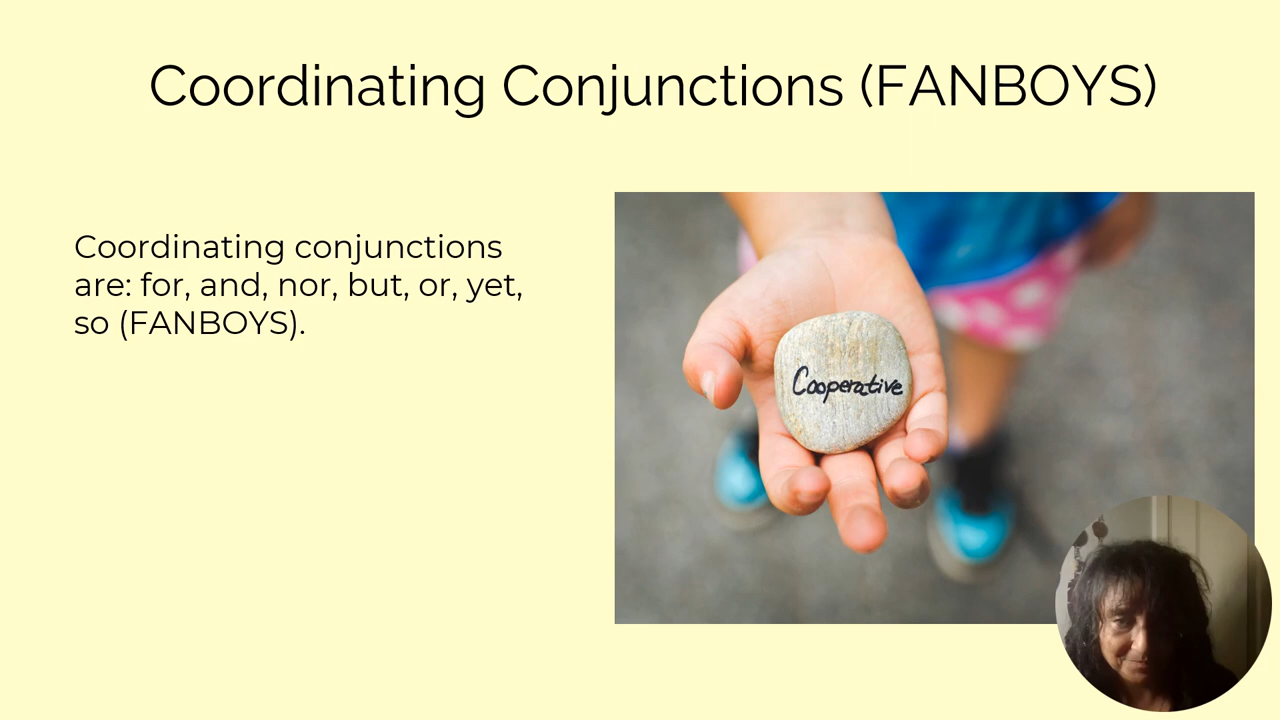 Coordinating Conjunctions (FANBOYS)
Coordinating conjunctions
are: for, and, nor, but, or, yet,
so (FANBOYS).
Cooperative